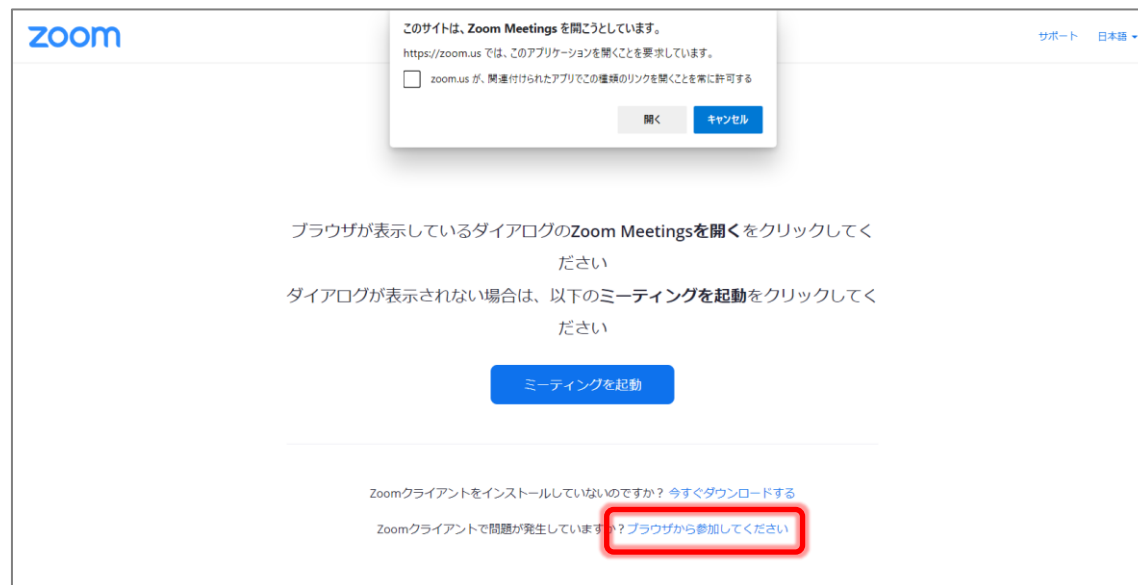 zoom
サポート 日本語
このサイトは、Zoom Meetings を開こうとしています。
https://zoom.us では、このアプリケーションを開くことを要求しています。
zoom.us が、関連付けられたアプリでこの種類のリンクを開くことを常に許可する
開く キャンセル
ブラウザが表示しているダイアログのZoom Meetingsを開くをクリックしてく
ださい
ダイアログが表示されない場合は、以下のミーティングを起動をクリックしてく
ださい
ミーティングを起動
Zoomクライアントをインストールしていないのですか？ 今すぐダウンロードする
Zoomクライアントで問題が発生していますか？ブラウザから参加してください